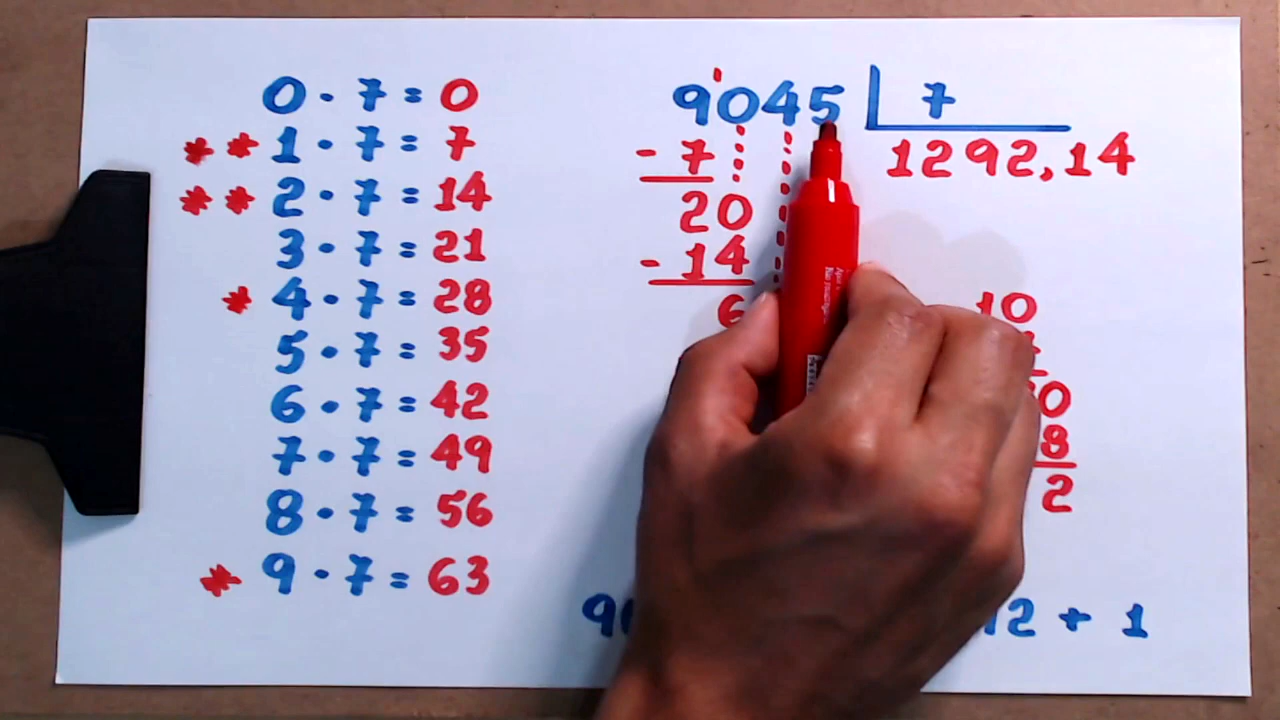 0 · 7 = 0
** 1 · 7 = 7
** 2 · 7 = 14
3 · 7 = 21
* 4 · 7 = 28
5 · 7 = 35
6 · 7 = 42
7 · 7 = 49
8 · 7 = 56
* 9 · 7 = 63
9045 7
- 7 1292,14
20
- 14
6
10
0
8
2
9 2 + 1